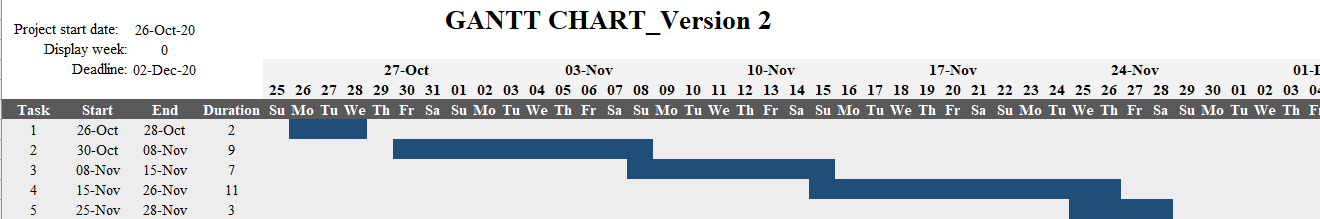 GANTT CHART_Version 2
Project start date: 26-Oct-20
Display week: 0
Deadline: 02-Dec-20
27-Oct 03-Nov 10-Nov 17-Nov 24-Nov
25 26 27 28 29 30 31 01 02 03 04 05 06 07 08 09 10 11 12 13 14 15 16 17 18 19 20 21 22 23 24 25 26 27 28 29 30 01 02 03
Task Start End Duration Su Mo Tu We Th Fr Sa Su Mo Tu We Th Fr Sa Su Mo Tu We Th Fr Sa Su Mo Tu We Th Fr Sa Su Mo Tu We Th Fr Sa Su Mo Tu We Th
1 26-Oct 28-Oct 2
2 30-Oct 08-Nov 9
3 08-Nov 15-Nov 7
4 15-Nov 26-Nov 11
5 25-Nov 28-Nov 3